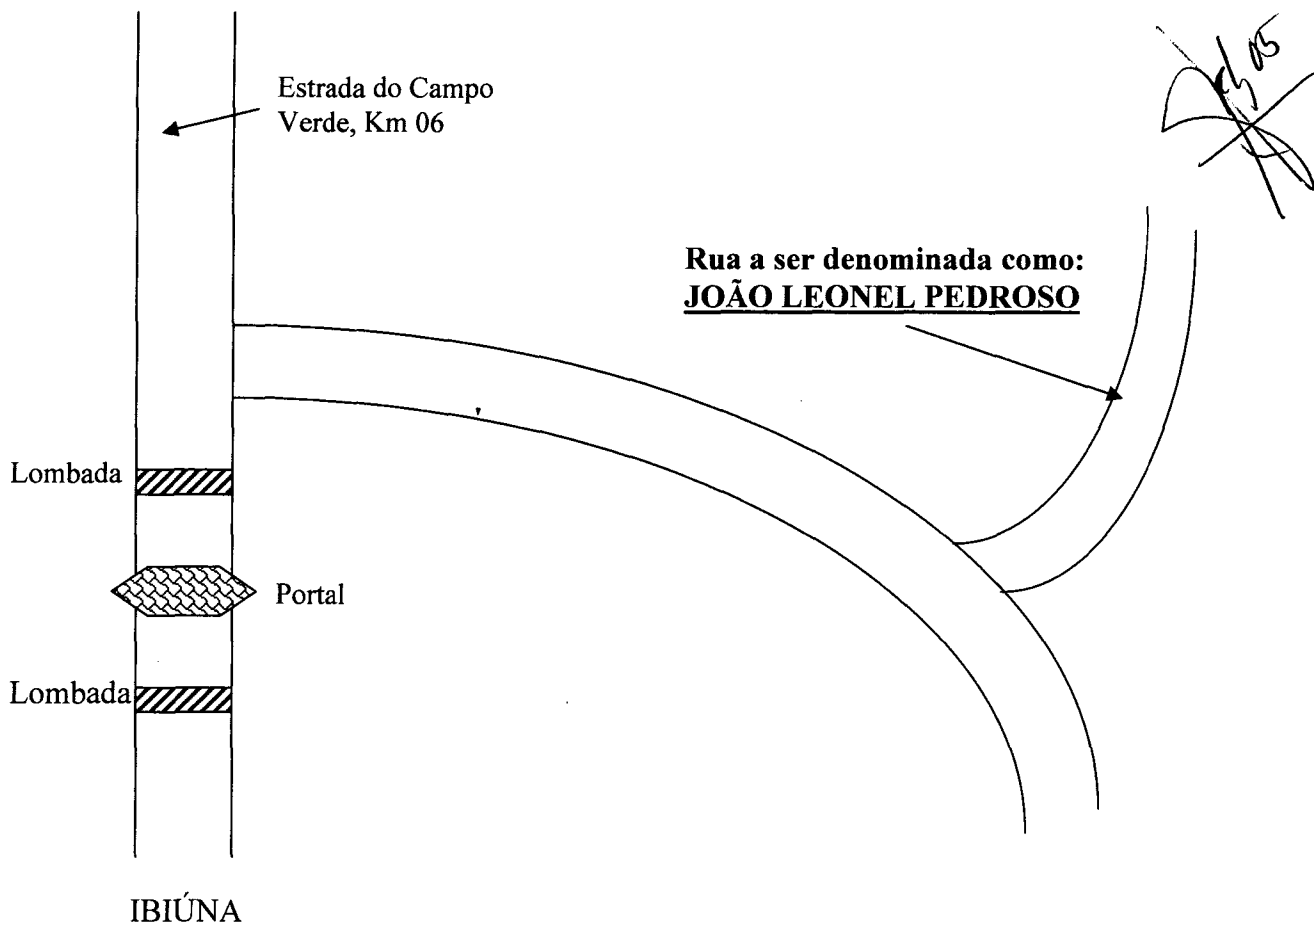 Estrada do Campo
Verde, Km 06
Rua a ser denominada como:
JOÃO LEONEL PEDROSO
Lombada
Portal
Lombada
IBIÚNA